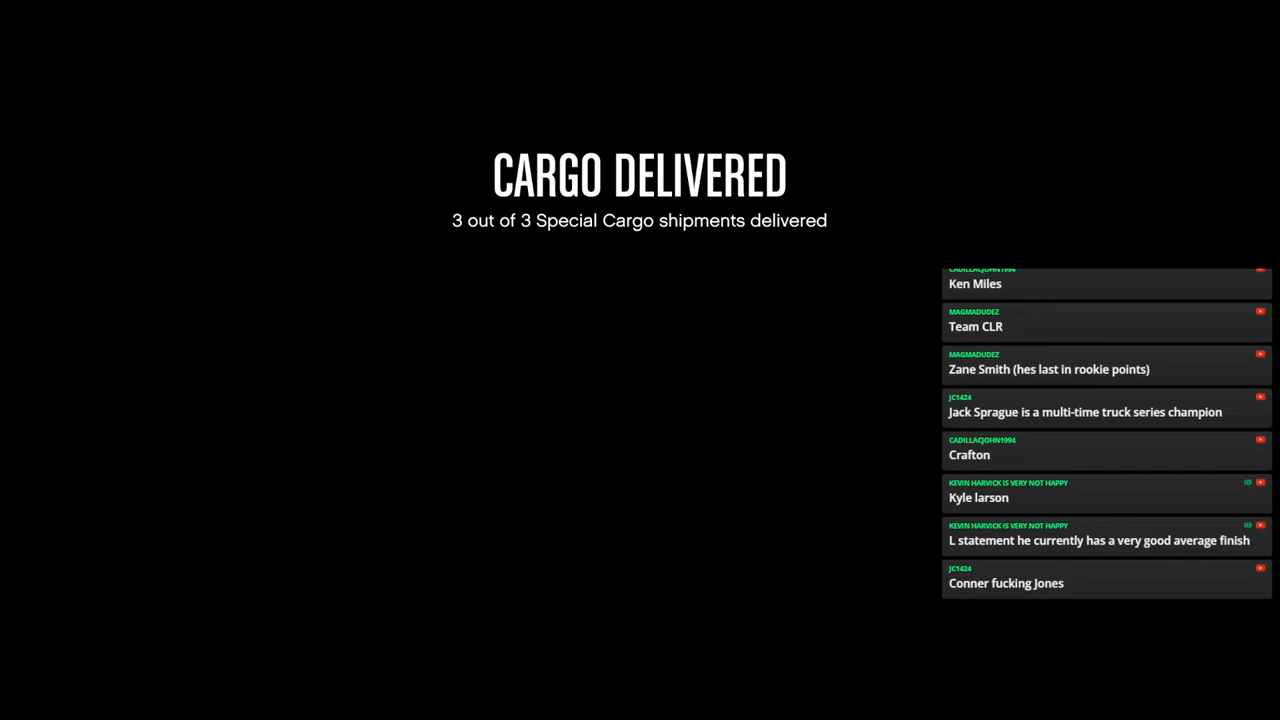 CARGO DELIVERED
3 out of 3 Special Cargo shipments delivered
CADILLACJOHN1994
Ken Miles
MAGMADUDEZ
Team CLR
MAGMADUDEZ
Zane Smith (hes last in rookie points)
JC1424
Jack Sprague is a multi-time truck series champion
CADILLACJOHN1994
Crafton
KEVIN HARVICK IS VERY NOT HAPPY
Kyle larson
KEVIN HARVICK IS VERY NOT HAPPY
L statement he currently has a very good average finish
JC1424
Conner fucking Jones